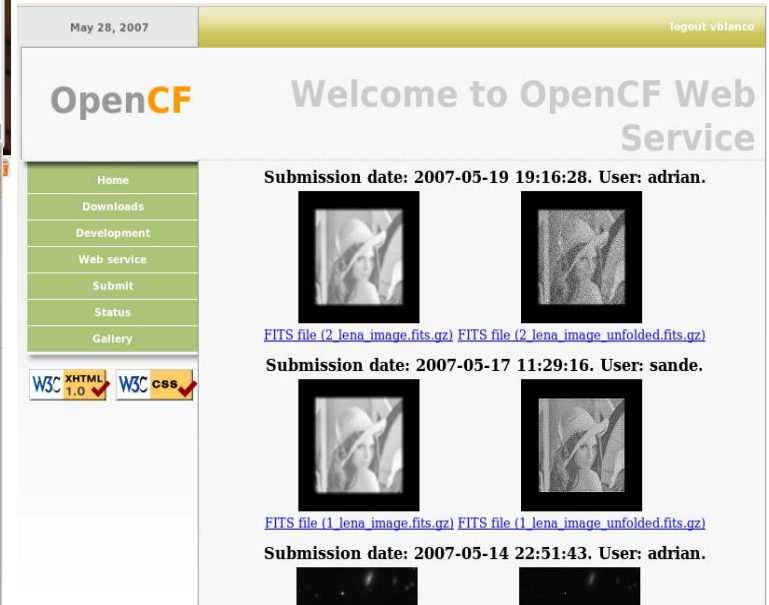 May 28, 2007
logout vblanco
OpenCF
Welcome to OpenCF Web
Service
Home
Downloads
Development
Web service
Submit
Status
Gallery
W3C XHTML 1.0
W3C css
Submission date: 2007-05-19 19:16:28. User: adrian.
FITS file (2_lena_image.fits.gz) FITS file (2_lena_image_unfolded.fits.gz)
Submission date: 2007-05-17 11:29:16. User: sande.
FITS file (1_lena_image.fits.gz) FITS file (1_lena_image_unfolded.fits.gz)
Submission date: 2007-05-14 22:51:43. User: adrian.